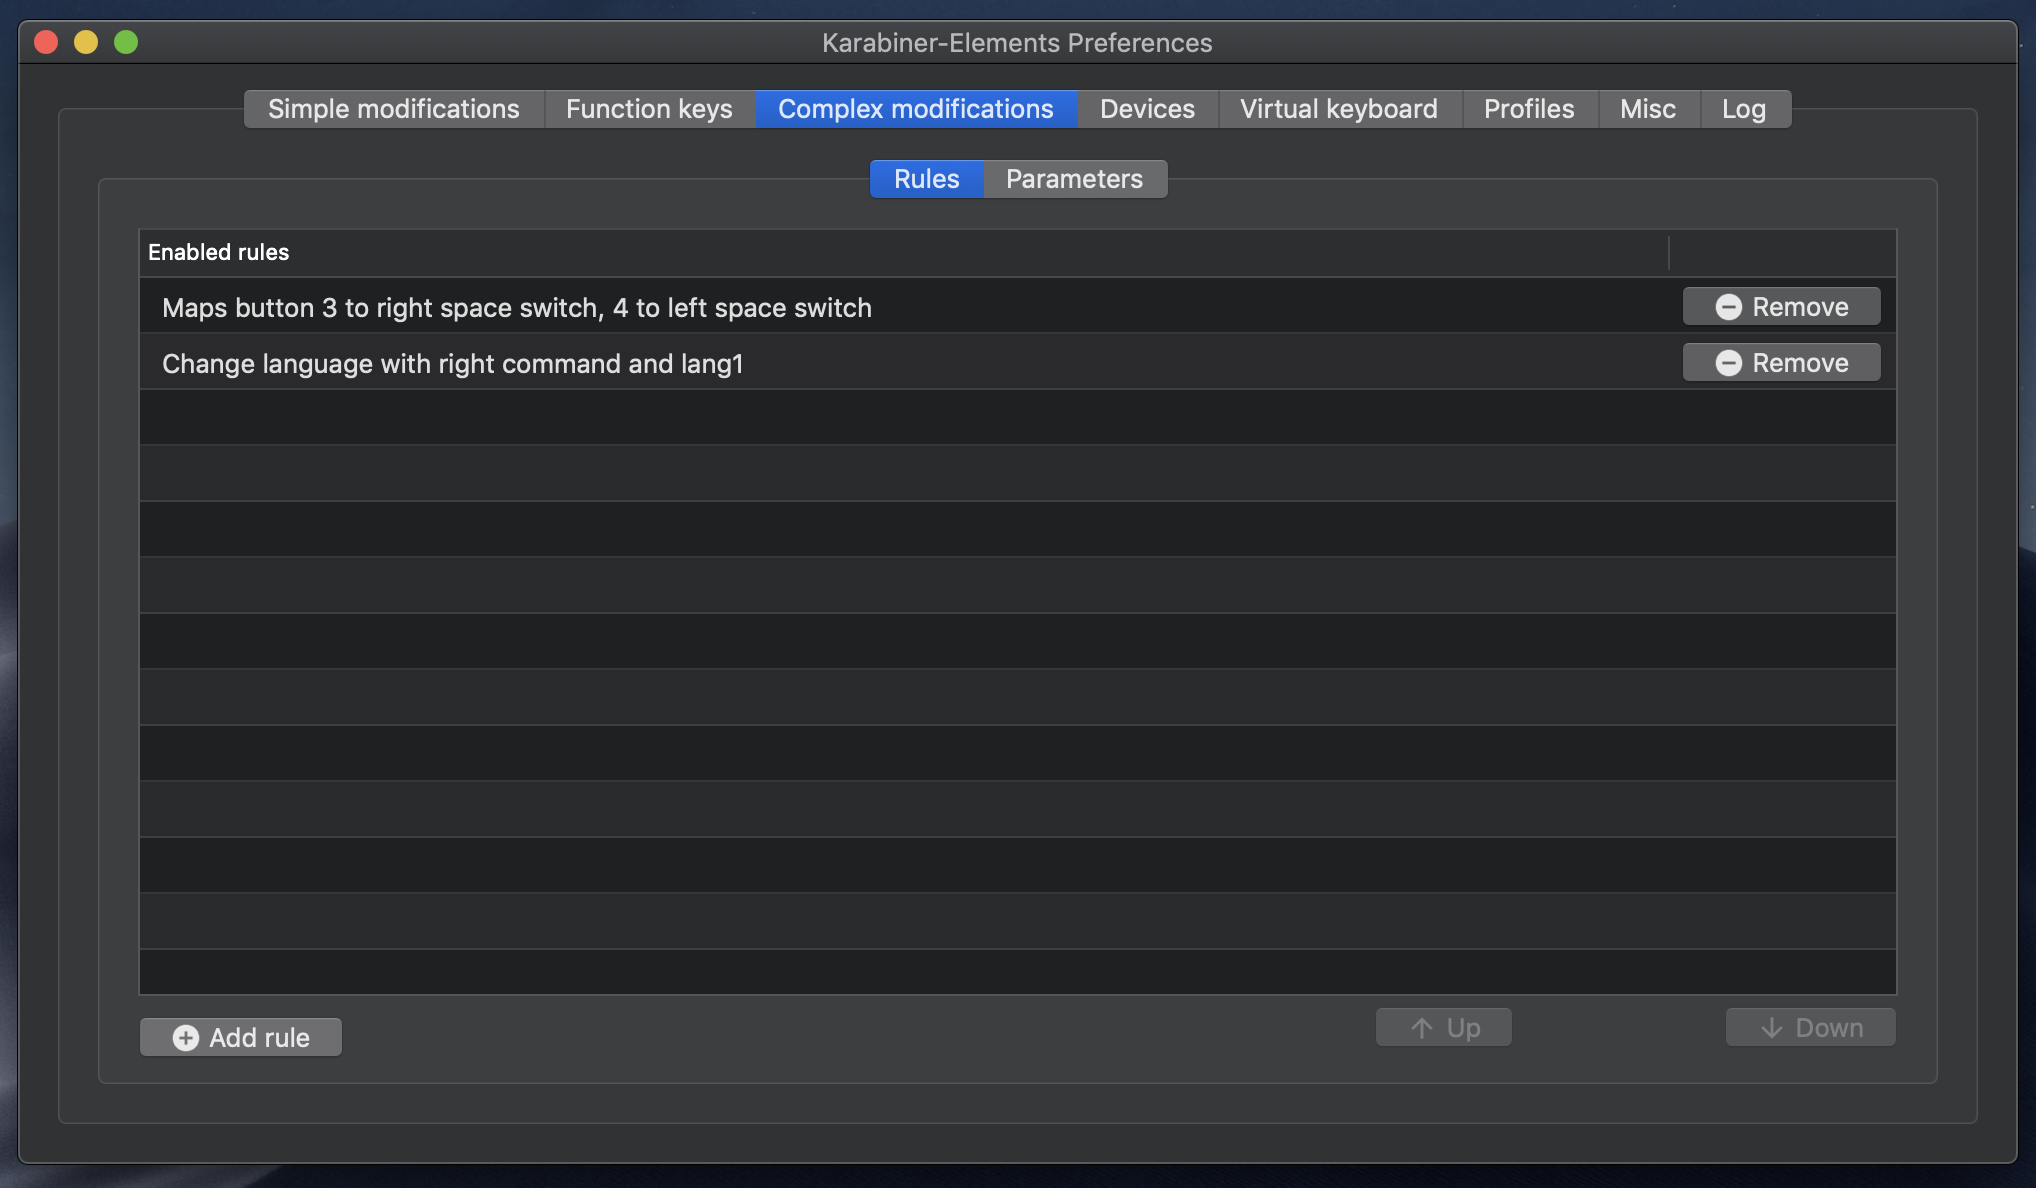 Karabiner-Elements Preferences
Simple modifications Function keys Complex modifications Devices Virtual keyboard Profiles Misc Log
Rules Parameters
Enabled rules
Maps button 3 to right space switch, 4 to left space switch Remove
Change language with right command and lang1 Remove
Add rule Up Down